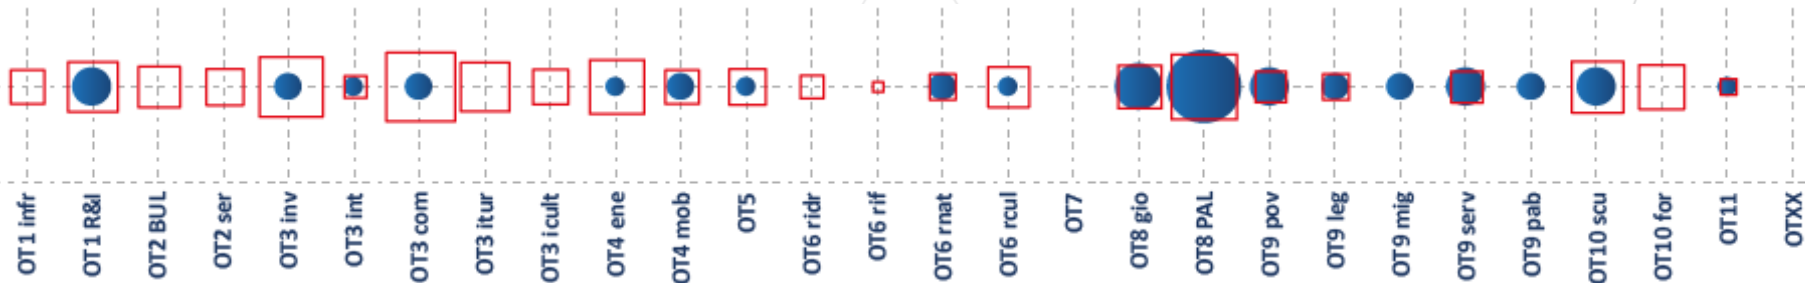 OT1 infr
OT1 R&I
OT2 BUL
OT2 ser
OT3 inv
OT3 int
OT3 com
OT3 itur
OT3 icult
OT4 ene
OT4 mob
OT5
OT6 ridr
OT6 rif
OT6 rnat
OT6 rcul
OT7
OT8 gio
OT8 PAL
OT9 pov
OT9 leg
OT9 mig
OT9 serv
OT9 pab
OT10 scu
OT10 for
OT11
OTXX